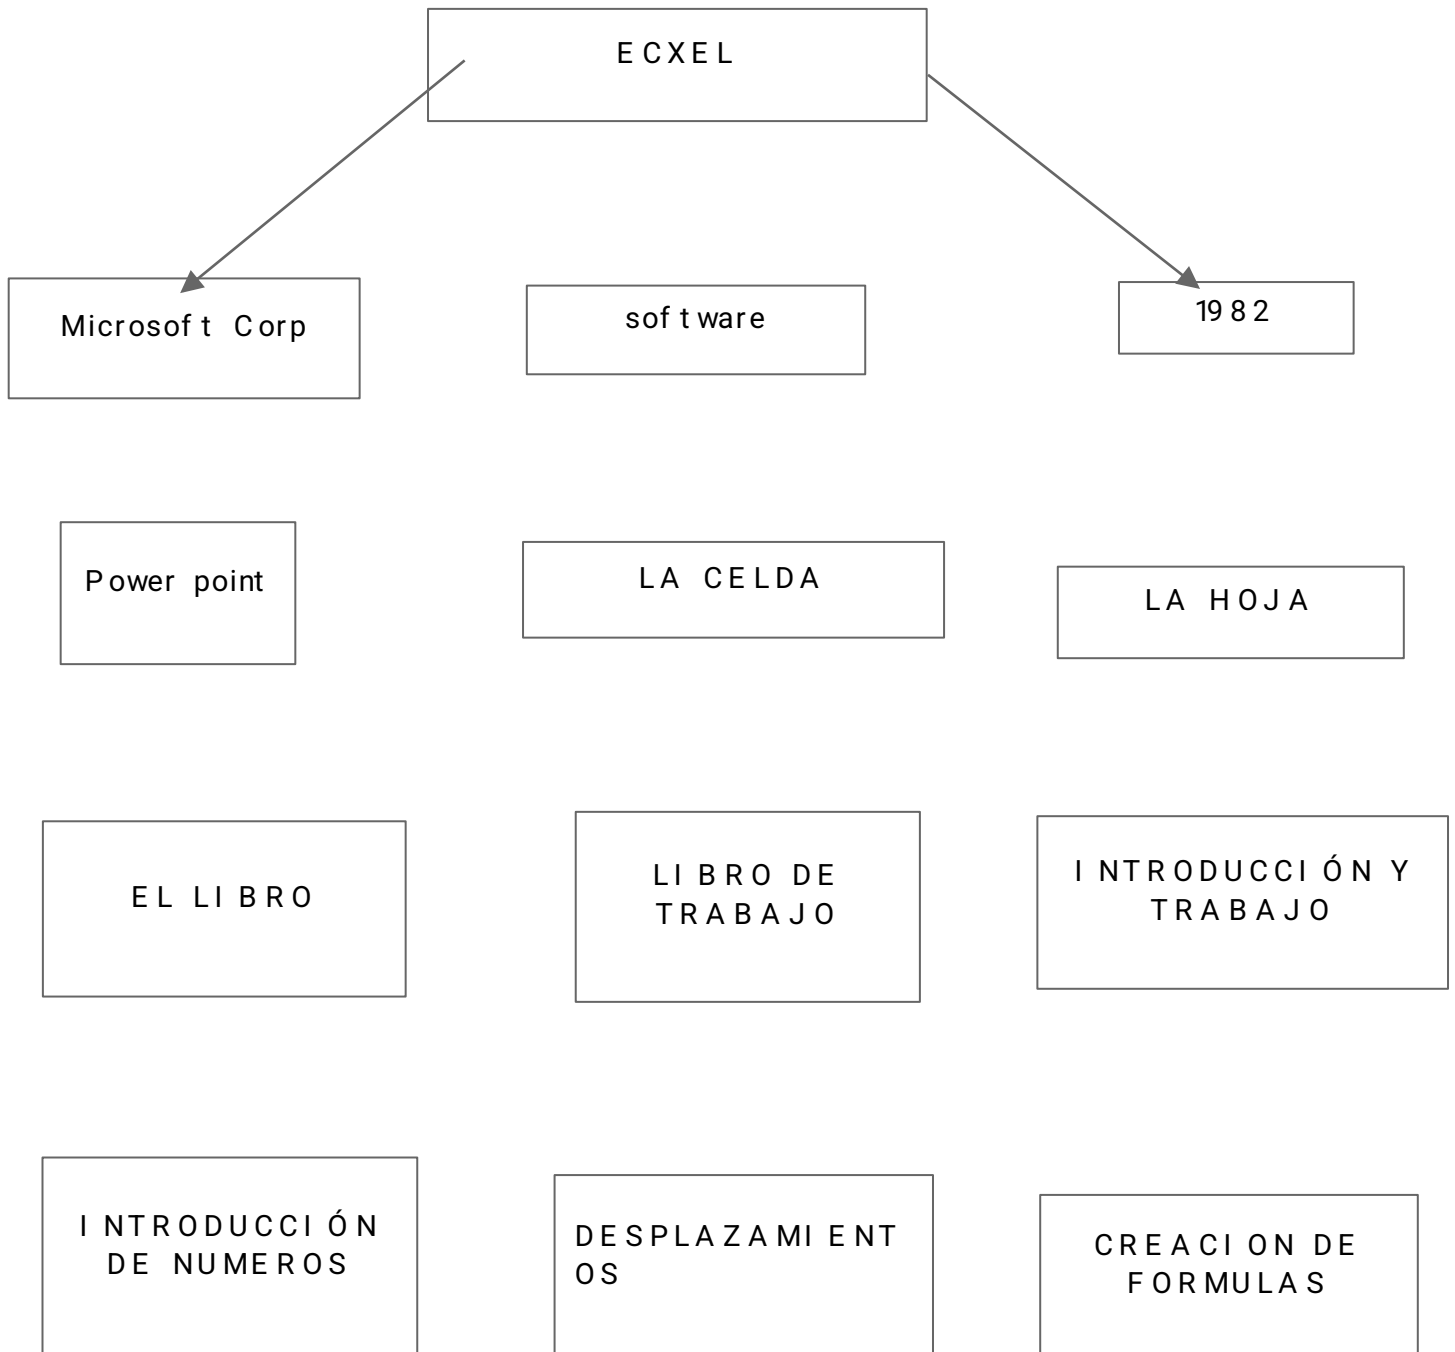 ECXEL
Microsoft Corp
software
1982
Power point
LA CELDA
LA HOJA
EL LIBRO
LIBRO DE
TRABAJO
INTRODUCCIÓN Y
TRABAJO
INTRODUCCIÓN
DE NUMEROS
DESPLAZAMIENT
OS
CREACION DE
FORMULAS